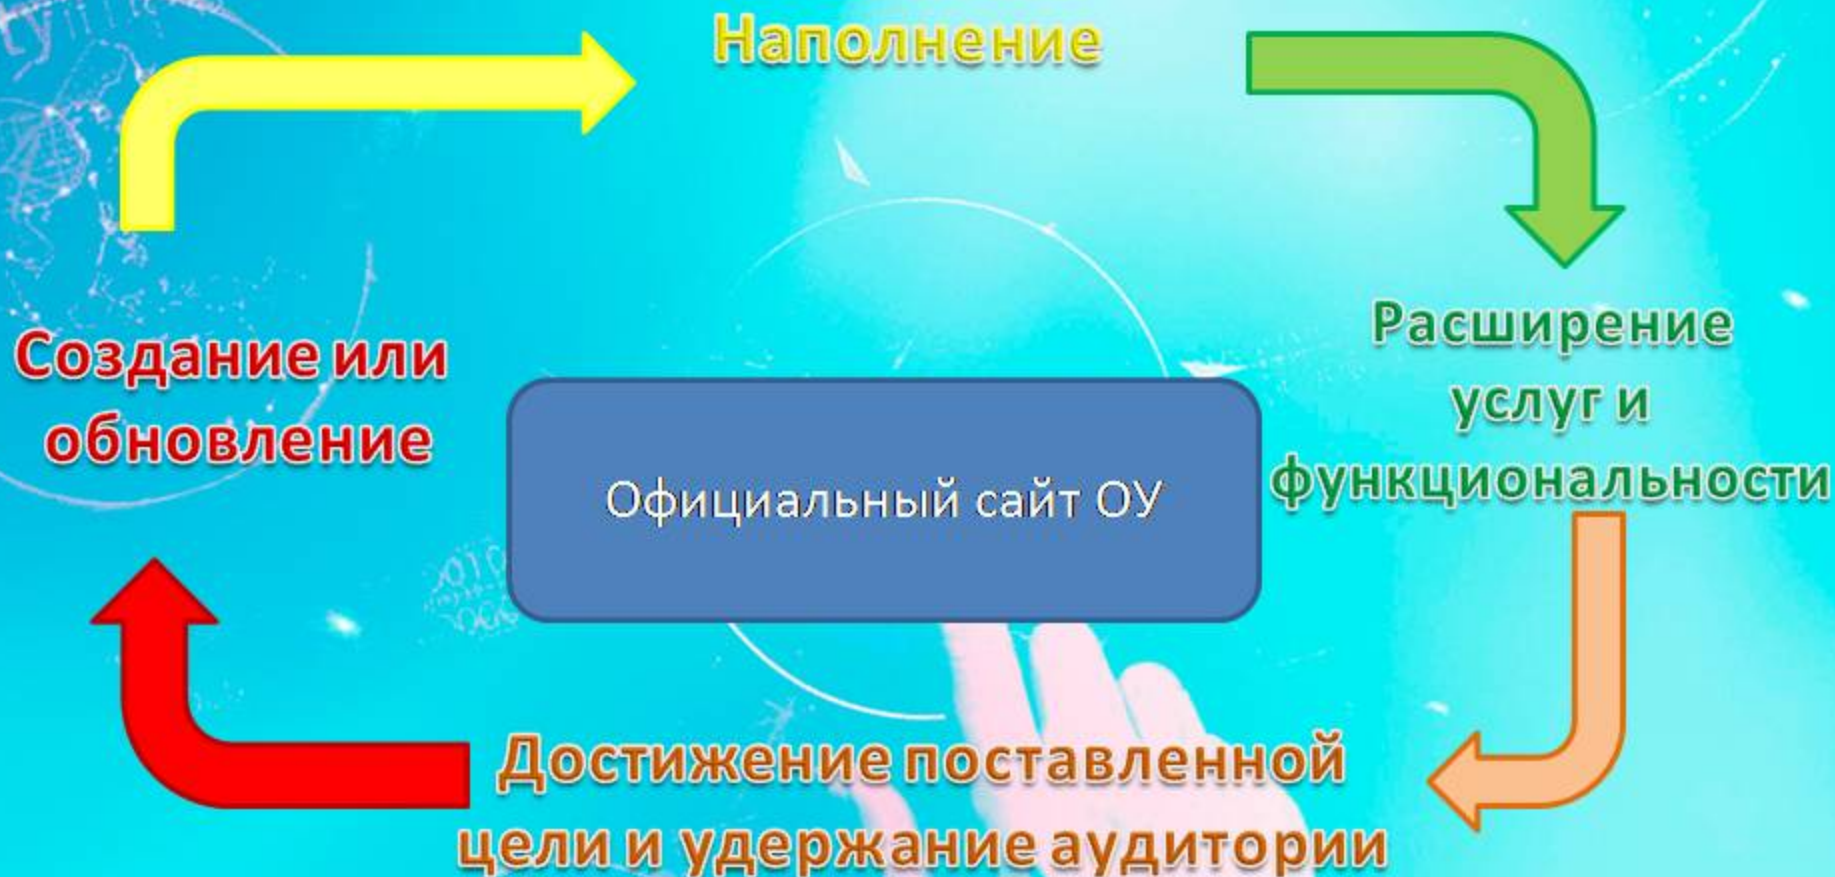 Наполнение
Создание или
обновление
Расширение
услуг и
функциональности
Официальный сайт ОУ
Достижение поставленной
цели и удержание аудитории